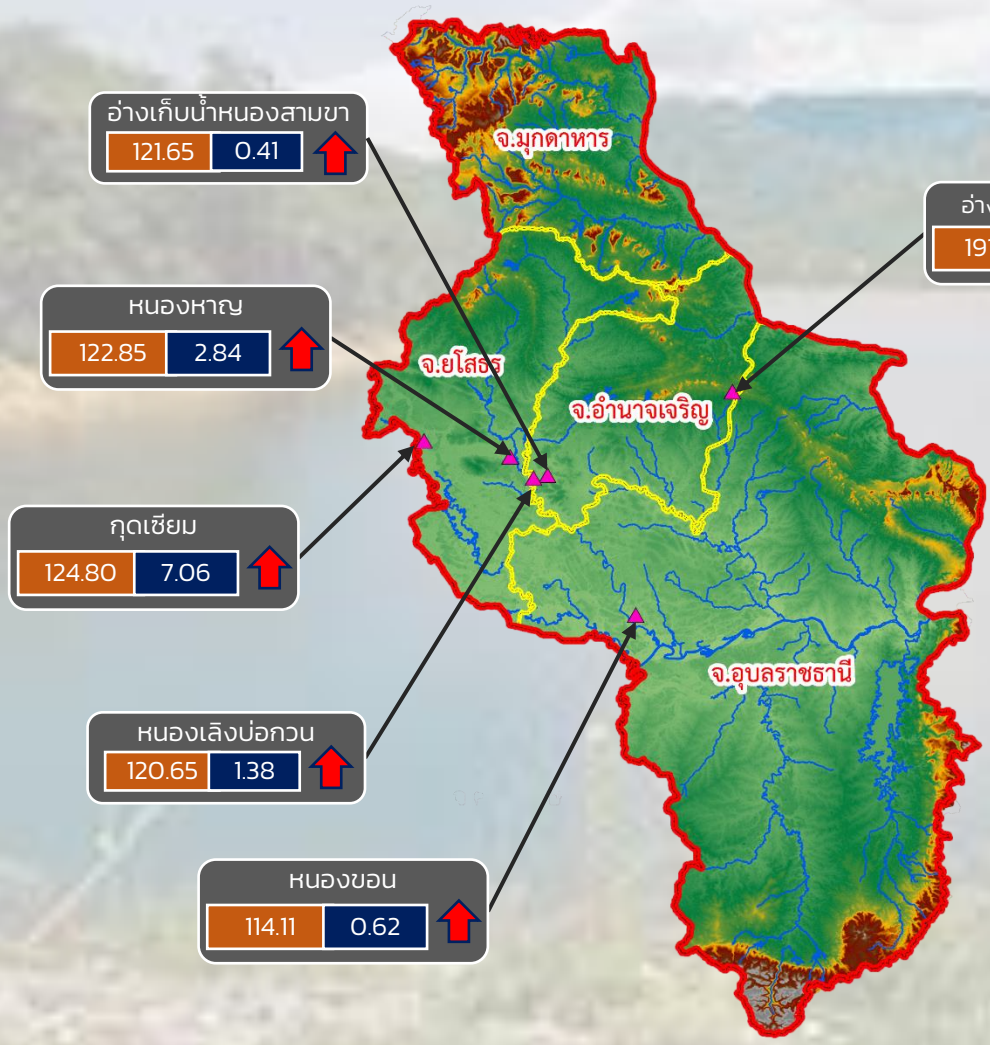 อ่างเก็บน้ำหนองสามขา
121.65 0.41
จ.มุกดาหาร
อ่าง
197
หนองหาญ
122.85 2.84
จ.ยโสธร
จ.อำนาจเจริญ
กุดเซียม
124.80 7.06
จ.อุบลราชธานี
หนองเลิงบ่อกวน
120.65 1.38
หนองขอน
114.11 0.62